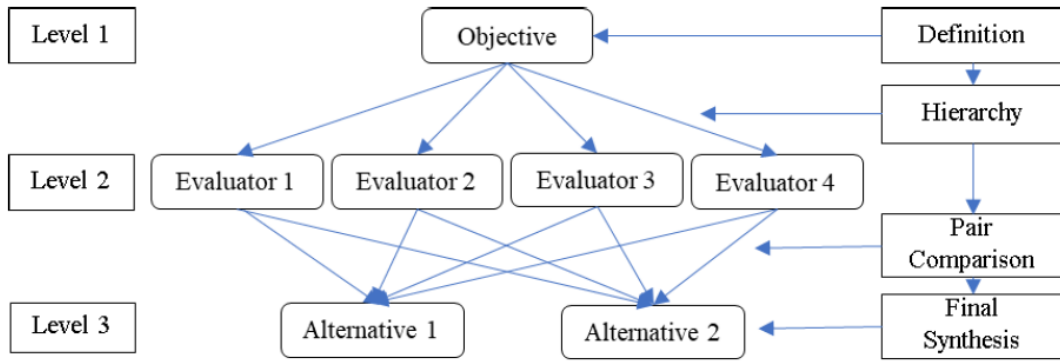 Level 1
Objective
Definition
Hierarchy
Level 2
Evaluator 1
Evaluator 2
Evaluator 3
Evaluator 4
Pair
Comparison
Level 3
Alternative 1
Alternative 2
Final
Synthesis